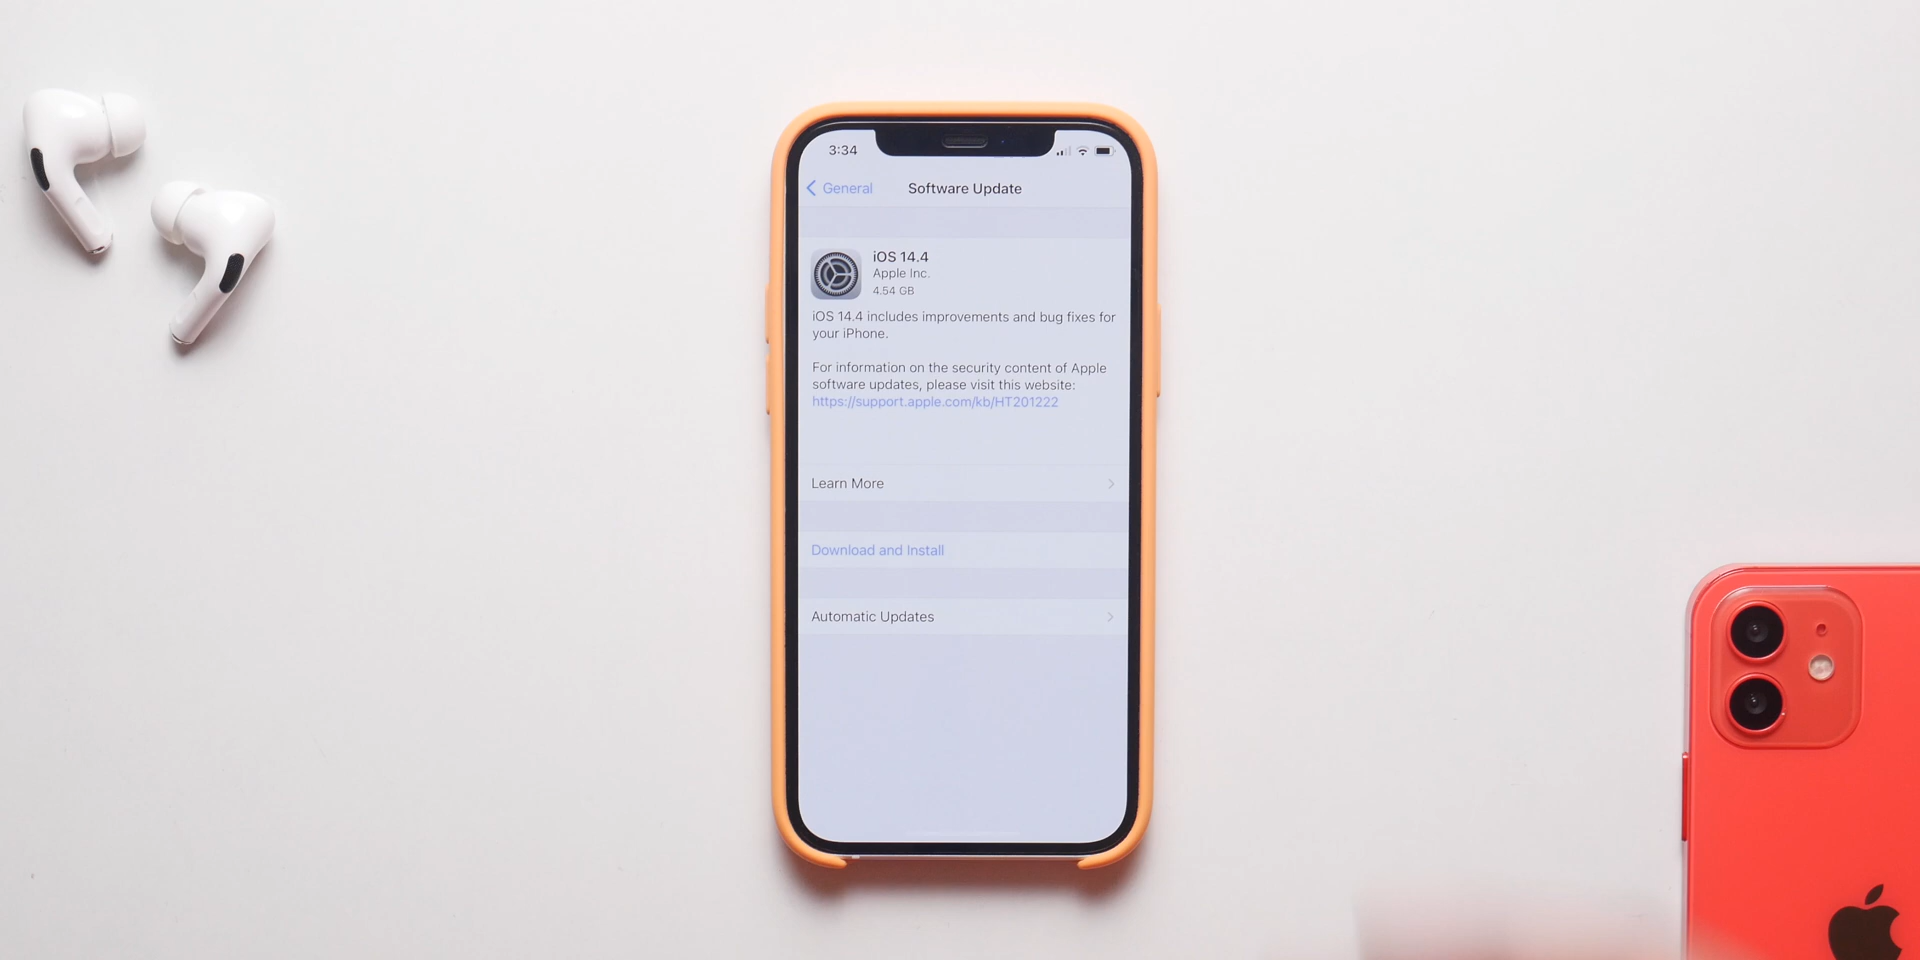 3:34
General
Software Update
iOS 14.4
Apple Inc.
4.54 GB
iOS 14.4 includes improvements and bug fixes for
your iPhone.
For information on the security content of Apple
software updates, please visit this website:
https://support.apple.com/kb/HT201222
Learn More
Download and Install
Automatic Updates